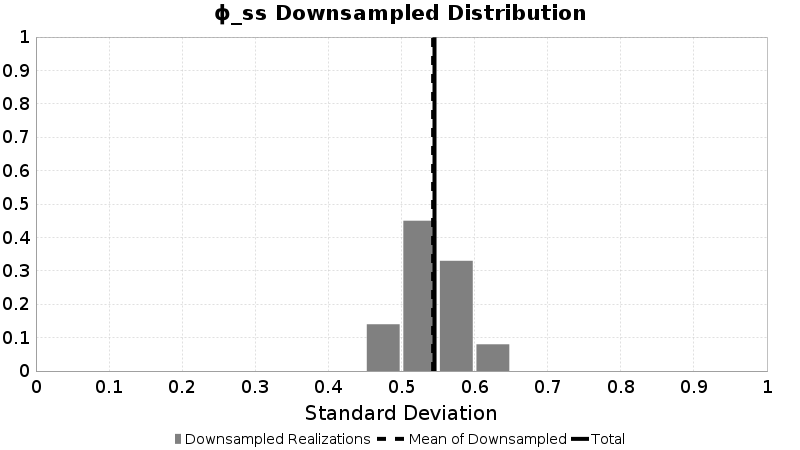 ϕ_ss Downsampled Distribution
1
0.9
0.8
0.7
0.6
0.5
0.4
0.3
0.2
0.1
0
0 0.1 0.2 0.3 0.4 0.5 0.6 0.7 0.8 0.9 1
Standard Deviation
Downsampled Realizations Mean of Downsampled Total